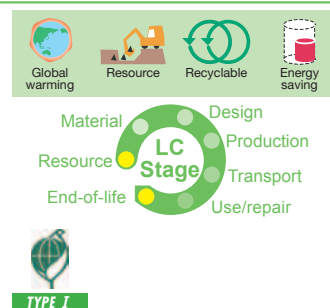 Global warming
Resource
Recyclable
Energy saving
Material
Design
LC Stage
Production
Resource
Transport
End-of-life
Use/repair
TYPE I